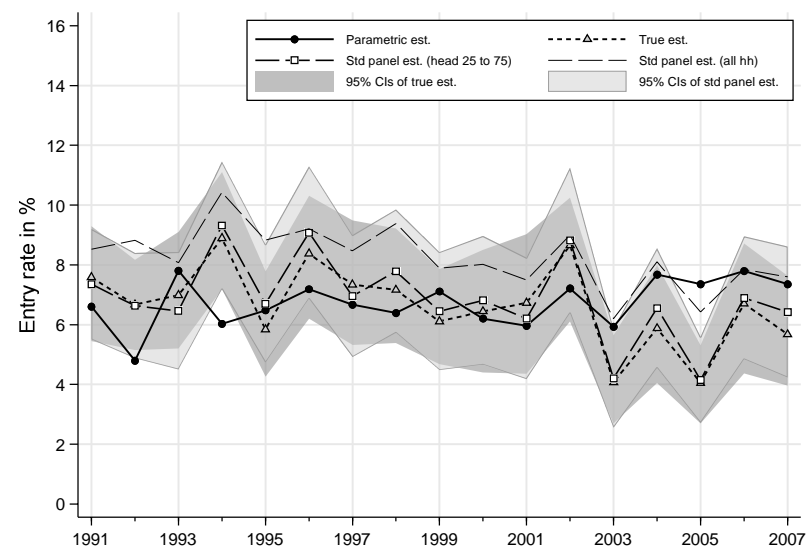 Parametric est.
True est.
Std panel est. (head 25 to 75)
Std panel est. (all hh)
95% CIs of true est.
95% CIs of std panel est.
Entry rate in %
16
14
12
10
8
6
4
2
0
1991 1993 1995 1997 1999 2001 2003 2005 2007